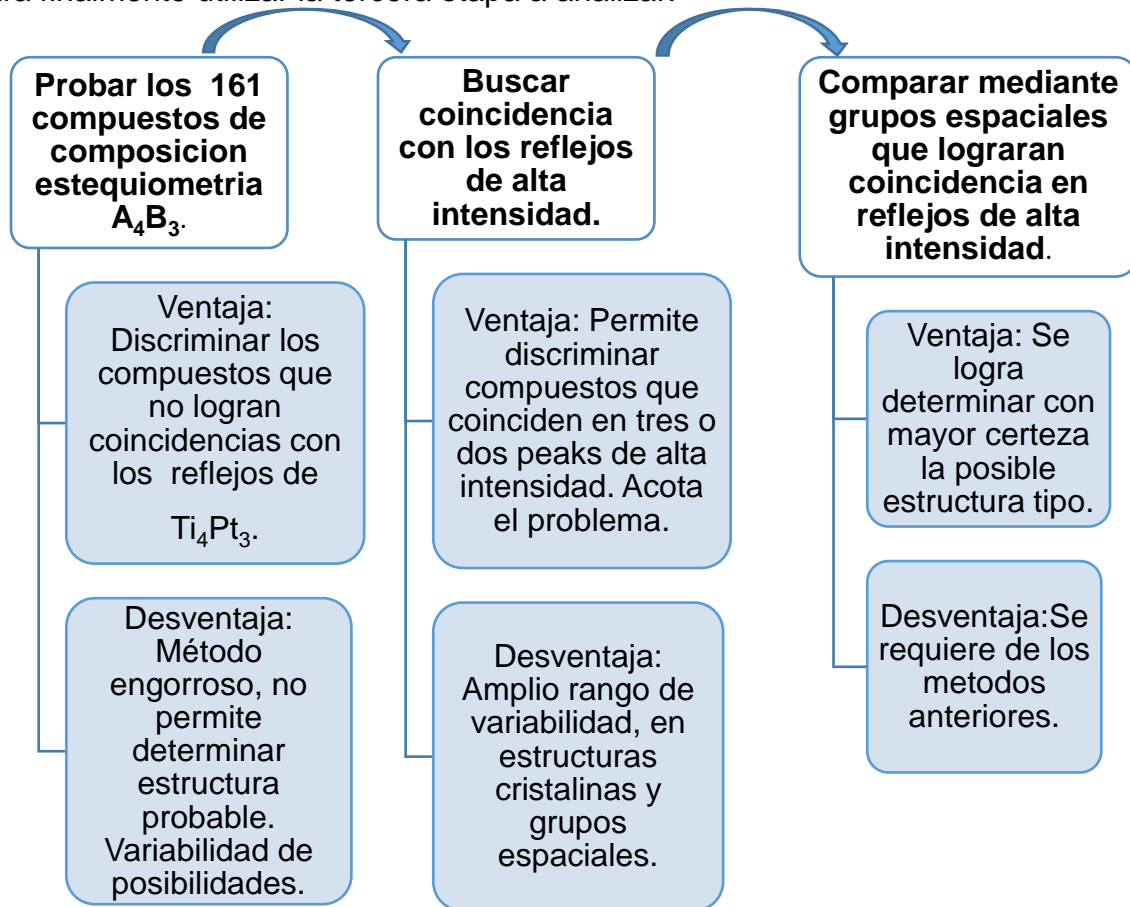 Probar los 161
compuestos de
composicion
estequiometria
A₄B₃.
Ventaja:
Discriminar los
compuestos que
no logran
coincidencias con
los reflejos de
Ti₄Pt₃.
Desventaja:
Método
engorroso, no
permite
determinar
estructura
probable.
Variabilidad de
posibilidades.
Buscar
coincidencia
con los reflejos
de alta
intensidad.
Ventaja: Permite
discriminar
compuestos que
coinciden en tres o
dos peaks de alta
intensidad. Acota
el problema.
Desventaja:
Amplio rango de
variabilidad, en
estructuras
cristalinas y
grupos
espaciales.
Comparar mediante
grupos espaciales
que lograran
coincidencia en
reflejos de alta
intensidad.
Ventaja: Se
logra
determinar con
mayor certeza
la posible
estructura tipo.
Desventaja:Se
requiere de los
metodos
anteriores.